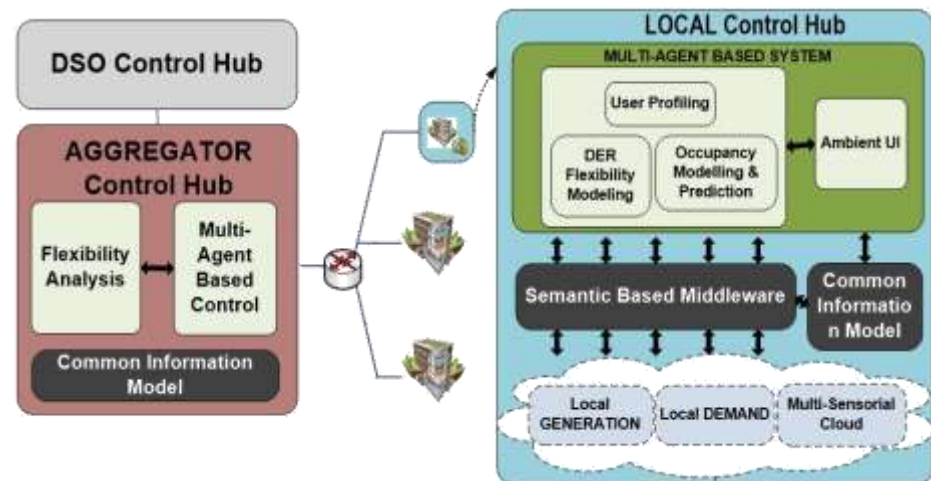 DSO Control Hub
AGGREGATOR
Control Hub
Flexibility
Analysis
Multi-
Agent
Based
Control
Common Information
Model
LOCAL Control Hub
MULTI-AGENT BASED SYSTEM
User Profiling
DER
Flexibility
Modeling
Occupancy
Modelling &
Prediction
Ambient UI
Semantic Based Middleware
Common
Informatio
n Model
Local
GENERATION
Local DEMAND
Multi-Sensorial
Cloud